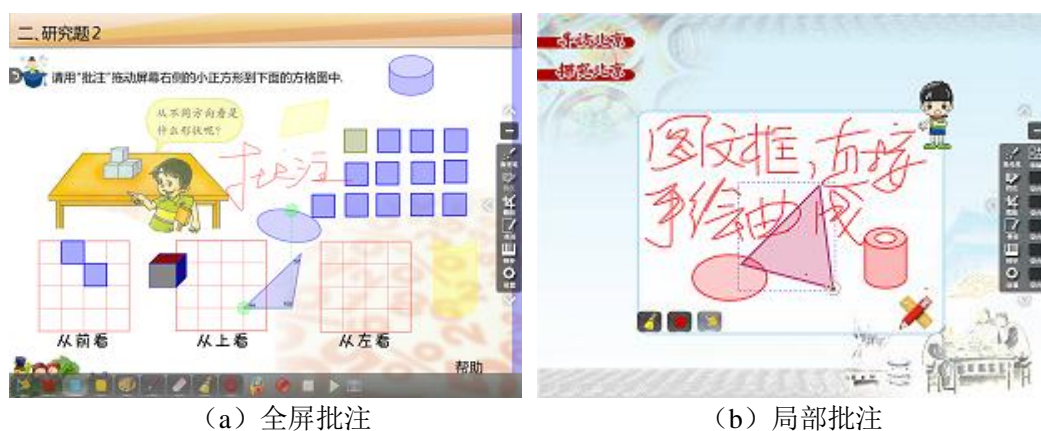 二、研究题2
请用"批注"拖动屏幕右侧的小正方形到下面的方格图中.
从不同方向看是
什么形状呢?
批注
从前看
从上看
从左看
帮助
(a)全屏批注
图文框,直接
手绘曲图
(b)局部批注